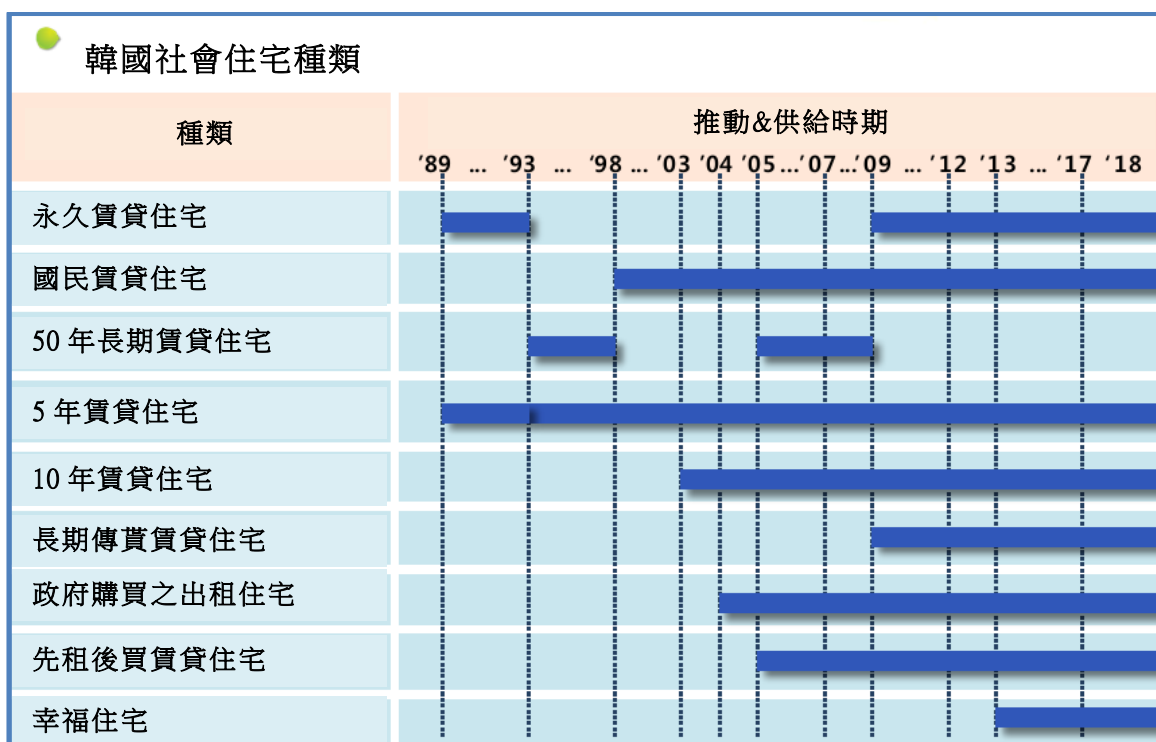 韓國社會住宅種類
種類
推動&供給時期
'89 ... '93 ... '98 ... '03 '04 '05 ...'07 ...'09 ... '12 '13 ... '17 '18
永久賃貸住宅
國民賃貸住宅
50 年長期賃貸住宅
5 年賃貸住宅
10 年賃貸住宅
長期傳貰賃貸住宅
政府購買之出租住宅
先租後買賃貸住宅
幸福住宅